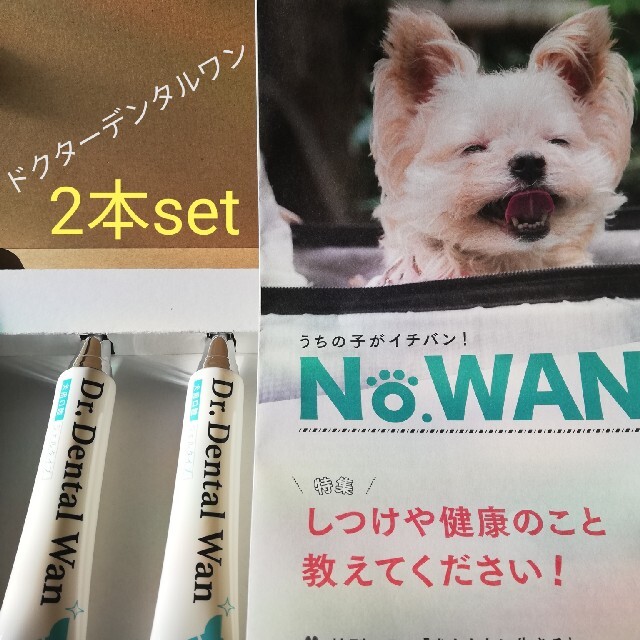 ドクターデンタルワン
2本set
Dr. Dental Wan
Dr. Dental Wan
うちの子がイチバン！
No.WAN
特集
しつけや健康のこと
教えてください！